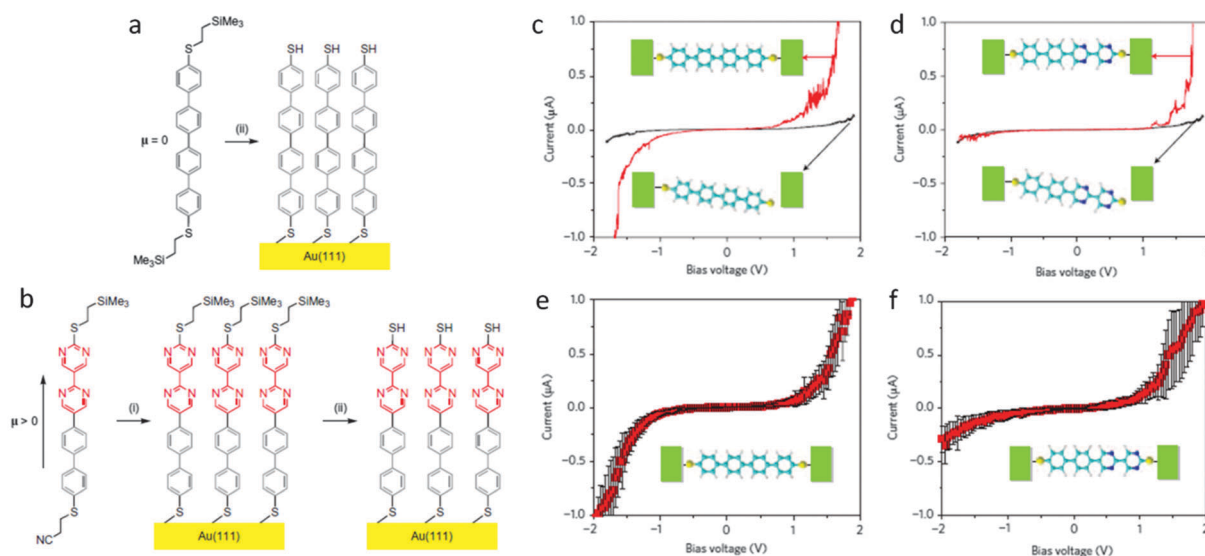 a
SiMe3
S
μ = 0
(ii)
S
Me3Si
SH SH SH
S S S
Au(111)
b
SiMe3
S
N N
N N
μ > 0
S
NC
(i)
SiMe3 SiMe3 SiMe3
S S S
N N N N N N
N N N N N N
S S S
Au(111)
(ii)
SH SH SH
N N N N N N
N N N N N N
S S S
Au(111)
c
Current (μA)
1.0
0.5
0.0
−0.5
−1.0
−2 −1 0 1 2
Bias voltage (V)
d
Current (μA)
1.0
0.5
0.0
−0.5
−1.0
−2 −1 0 1 2
Bias voltage (V)
e
Current (μA)
1.0
0.5
0.0
−0.5
−1.0
−2 −1 0 1 2
Bias voltage (V)
f
Current (μA)
1.0
0.5
0.0
−0.5
−1.0
−2 −1 0 1 2
Bias voltage (V)